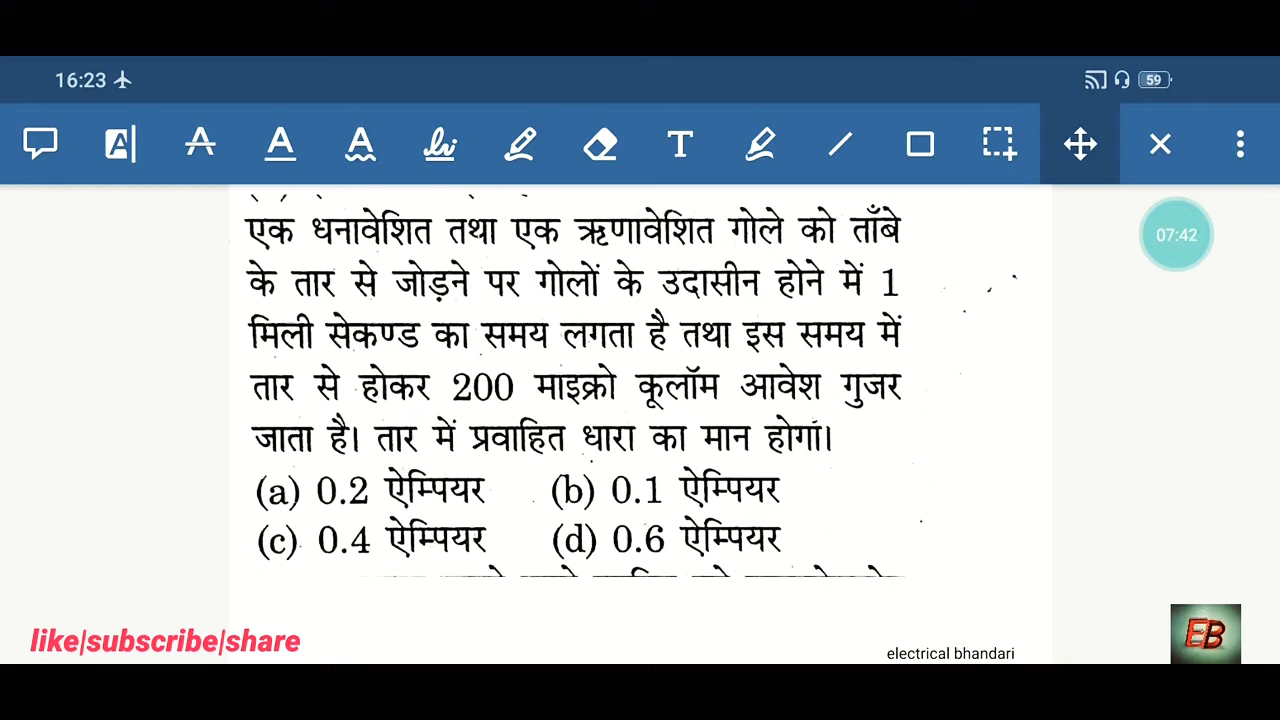 16:23
59
A
A
A
A
T
07:42
एक धनावेशित तथा एक ऋणावेशित गोले को ताँबे
के तार से जोड़ने पर गोलों के उदासीन होने में 1
मिली सेकण्ड का समय लगता है तथा इस समय में
तार से होकर 200 माइक्रो कूलॉम आवेश गुजर
जाता है। तार में प्रवाहित धारा का मान होगा।
(a) 0.2 ऐम्पियर (b) 0.1 ऐम्पियर
(c) 0.4 ऐम्पियर (d) 0.6 ऐम्पियर
like|subscribe|share
EB
electrical bhandari